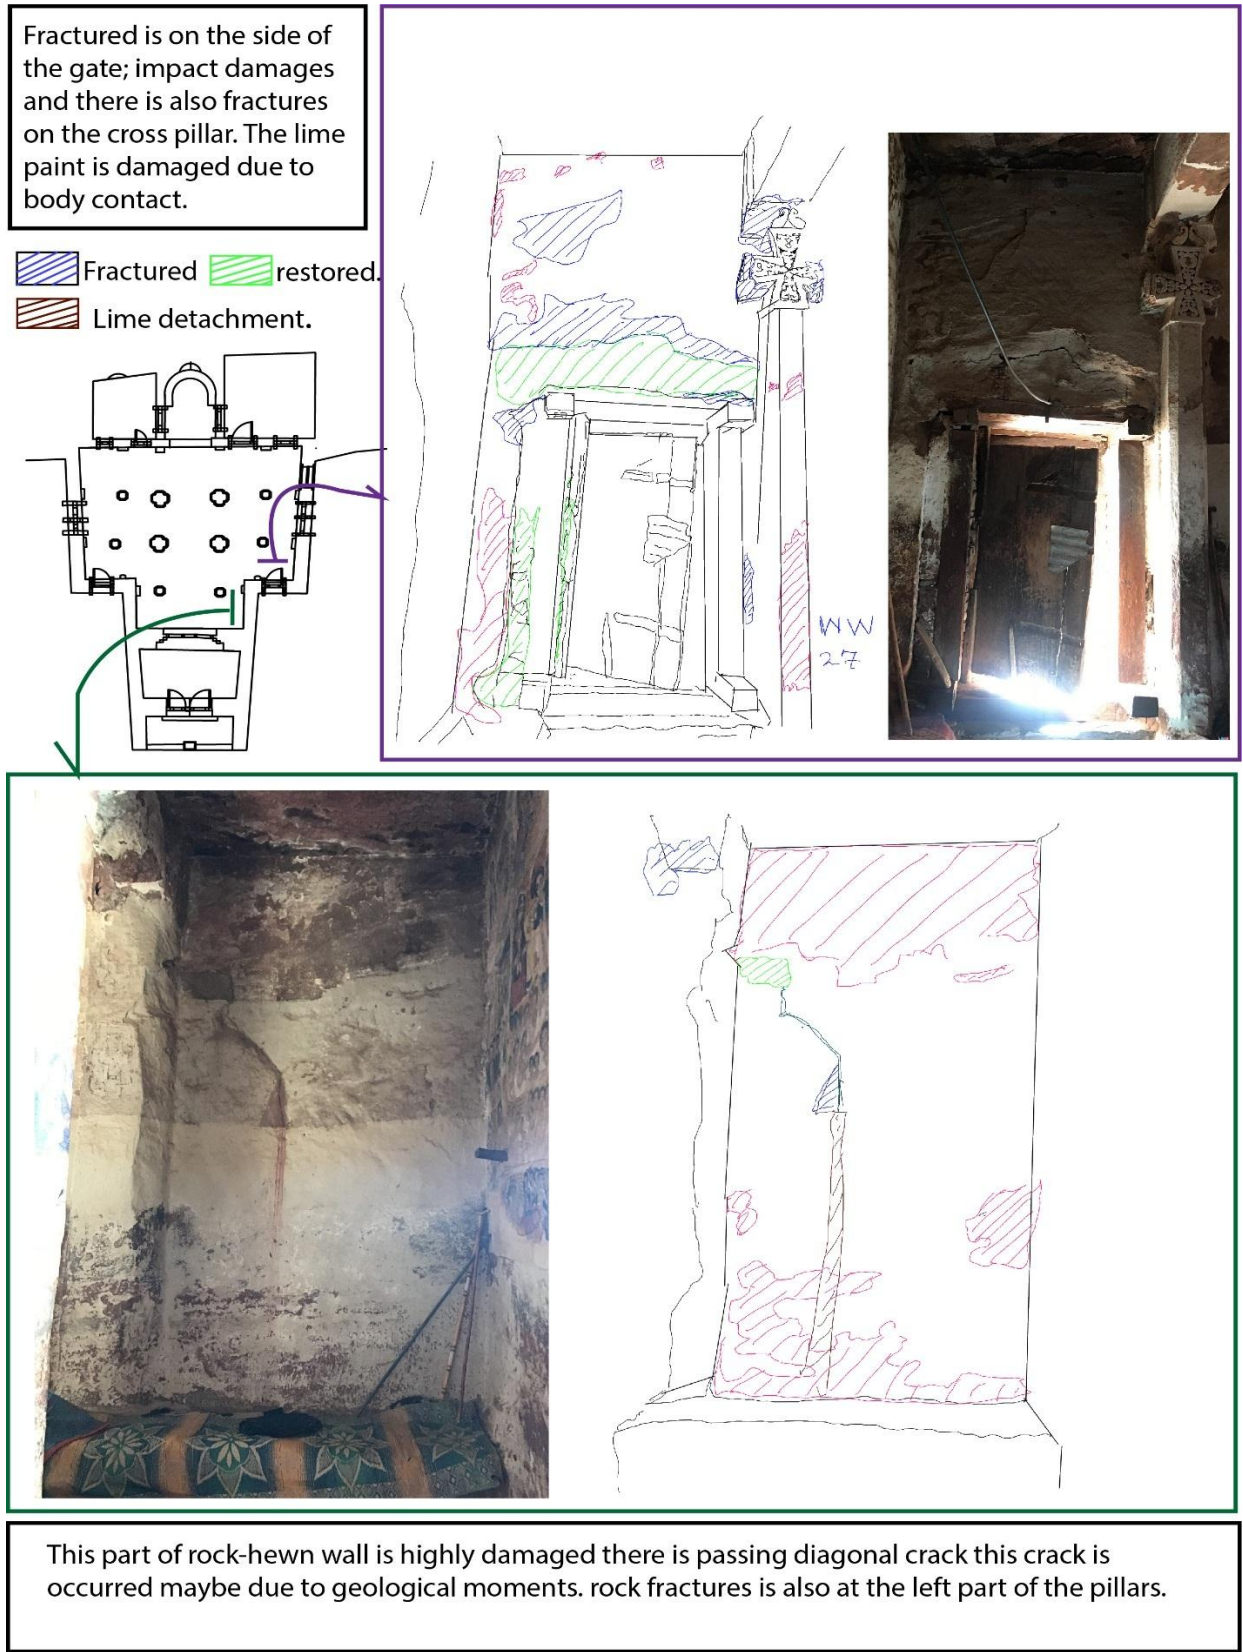 Fractured is on the side of
the gate; impact damages
and there is also fractures
on the cross pillar. The lime
paint is damaged due to
body contact.
Fractured restored.
Lime detachment.
WW
27
This part of rock-hewn wall is highly damaged there is passing diagonal crack this crack is
occurred maybe due to geological moments. rock fractures is also at the left part of the pillars.